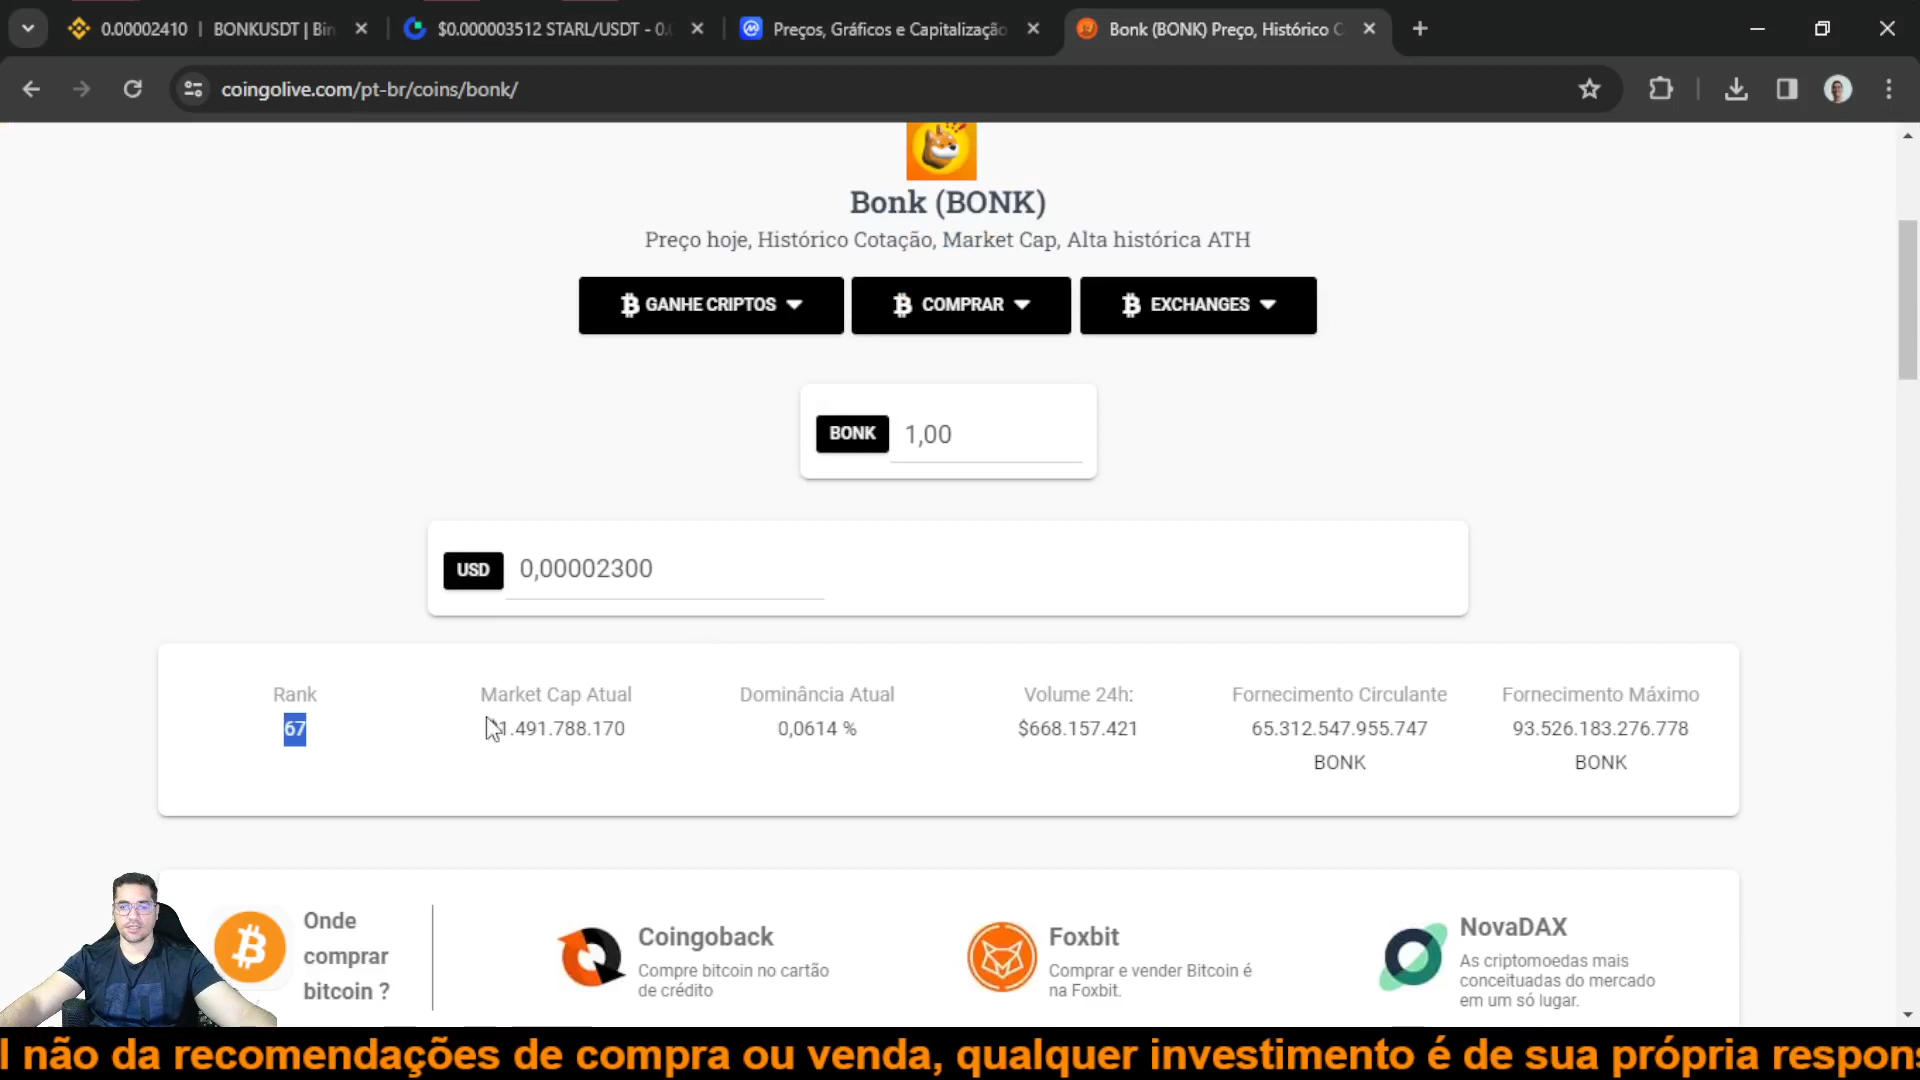 0.00002410 | BONKUSDT | Bin
$0.000003512 STARL/USDT - 0.
Preços, Gráficos e Capitalização
Bonk (BONK) Preço, Histórico C
coingolive.com/pt-br/coins/bonk/
Bonk (BONK)
Preço hoje, Histórico Cotação, Market Cap, Alta histórica ATH
GANHE CRIPTOS
COMPRAR
EXCHANGES
BONK 1,00
USD 0,00002300
Rank
67
Market Cap Atual
1.491.788.170
Dominância Atual
0,0614 %
Volume 24h:
$668.157.421
Fornecimento Circulante
65.312.547.955.747
BONK
Fornecimento Máximo
93.526.183.276.778
BONK
Onde
comprar
bitcoin ?
Coingoback
Compre bitcoin no cartão
de crédito
Foxbit
Comprar e vender Bitcoin é
na Foxbit.
NovaDAX
As criptomoedas mais
conceituadas do mercado
em um só lugar.
l não da recomendações de compra ou venda, qualquer investimento é de sua própria respons